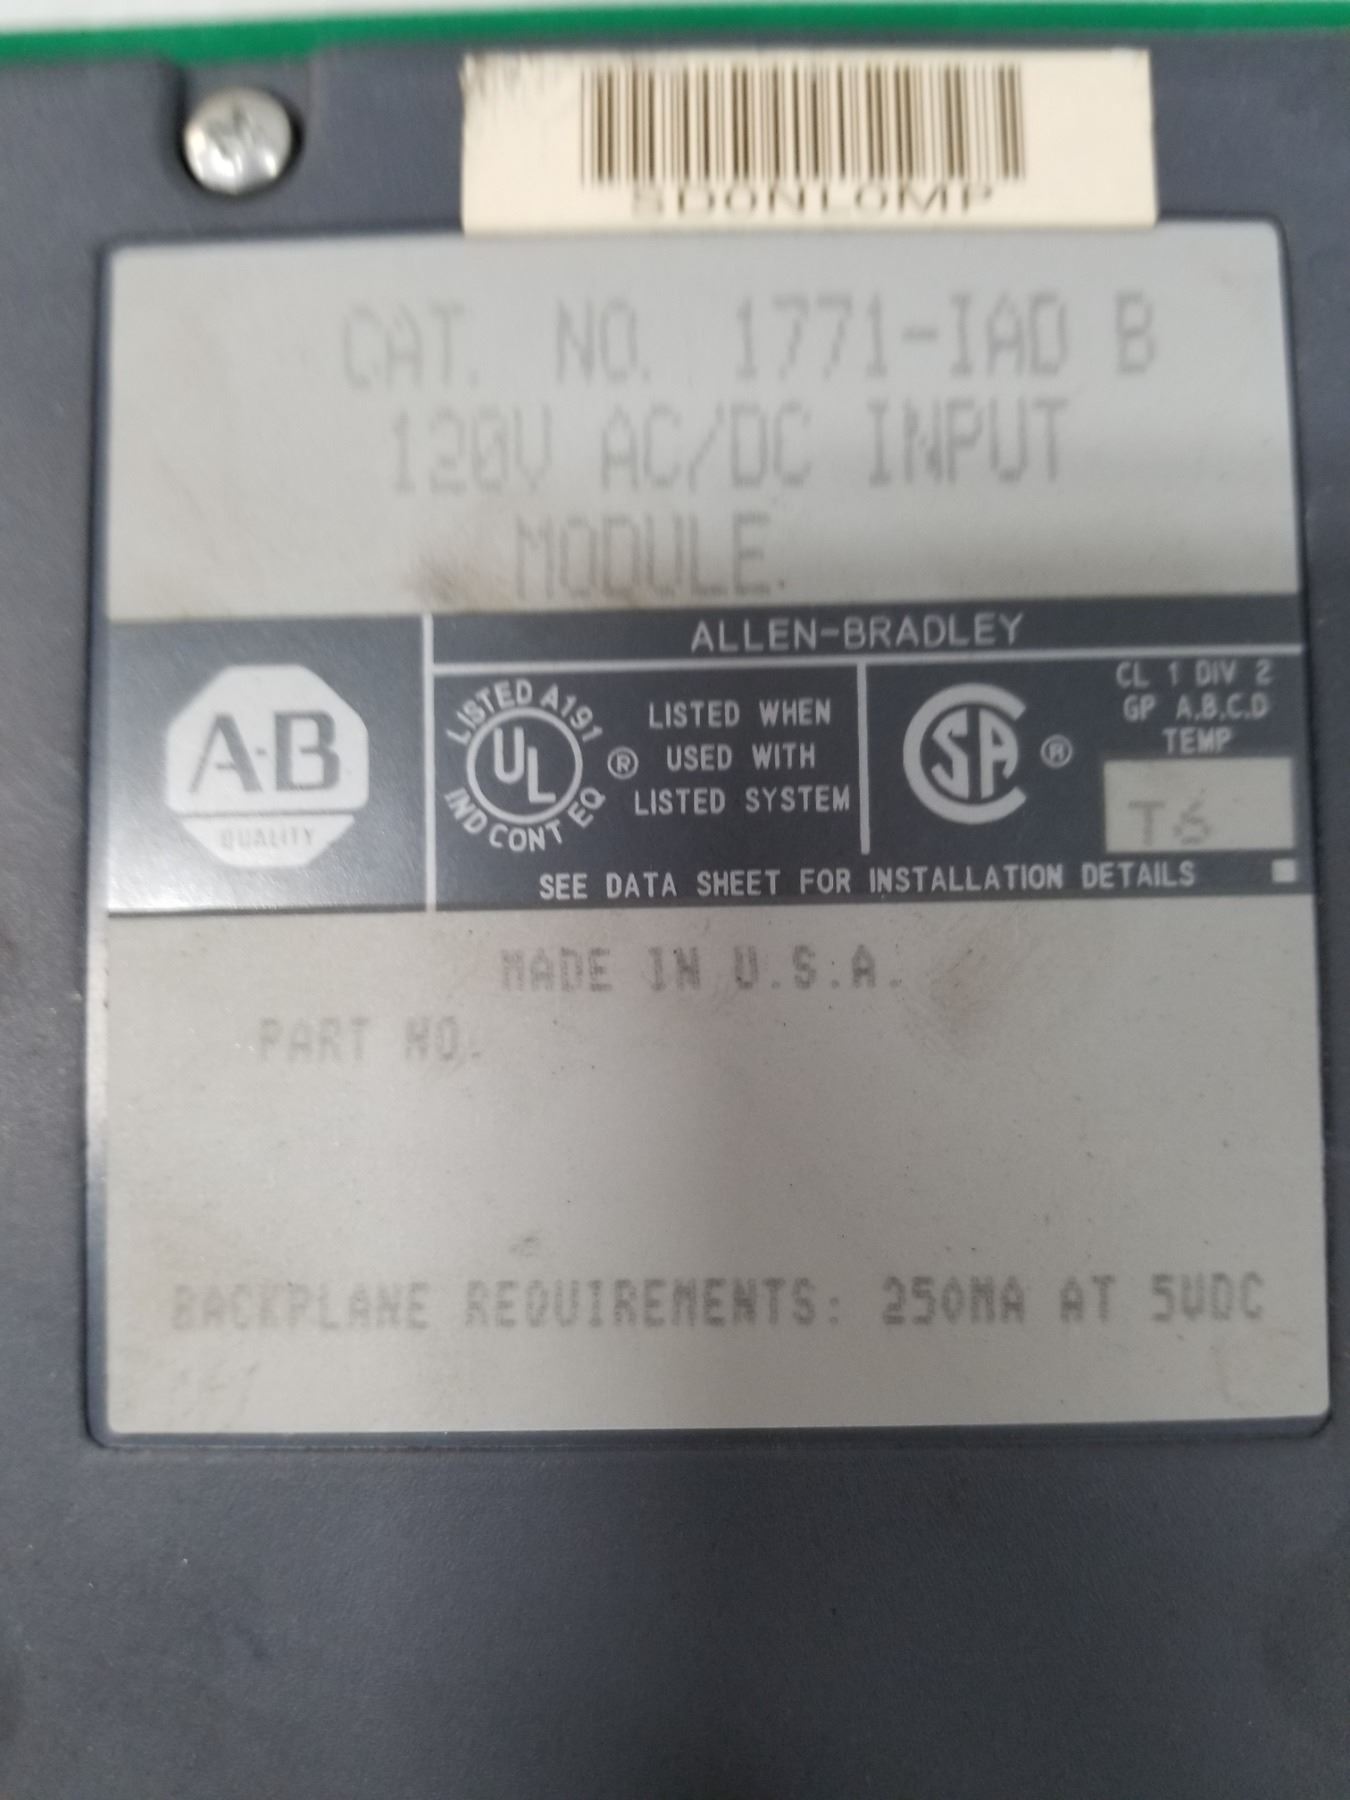 SDONLOMP
CAT. NO. 1771-IAD B
120V AC/DC INPUT
MODULE.
ALLEN-BRADLEY
A-B
QUALITY
LISTED A191
UL
IND CONT EQ
®
LISTED WHEN
USED WITH
LISTED SYSTEM
SA
®
CL 1 DIV 2
GP A,B,C,D
TEMP
T6
SEE DATA SHEET FOR INSTALLATION DETAILS
MADE IN U.S.A.
PART NO.
BACKPLANE REQUIREMENTS: 250MA AT 5VDC